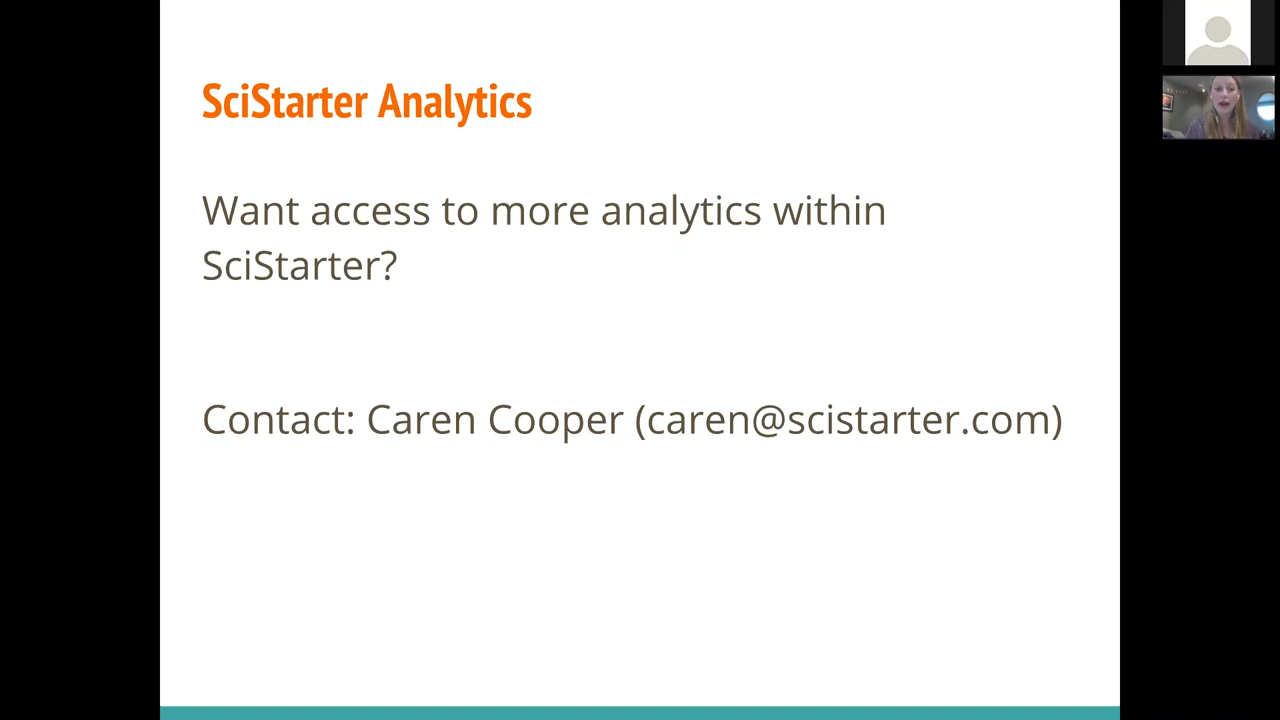 SciStarter Analytics
Want access to more analytics within
SciStarter?
Contact: Caren Cooper (caren@scistarter.com)